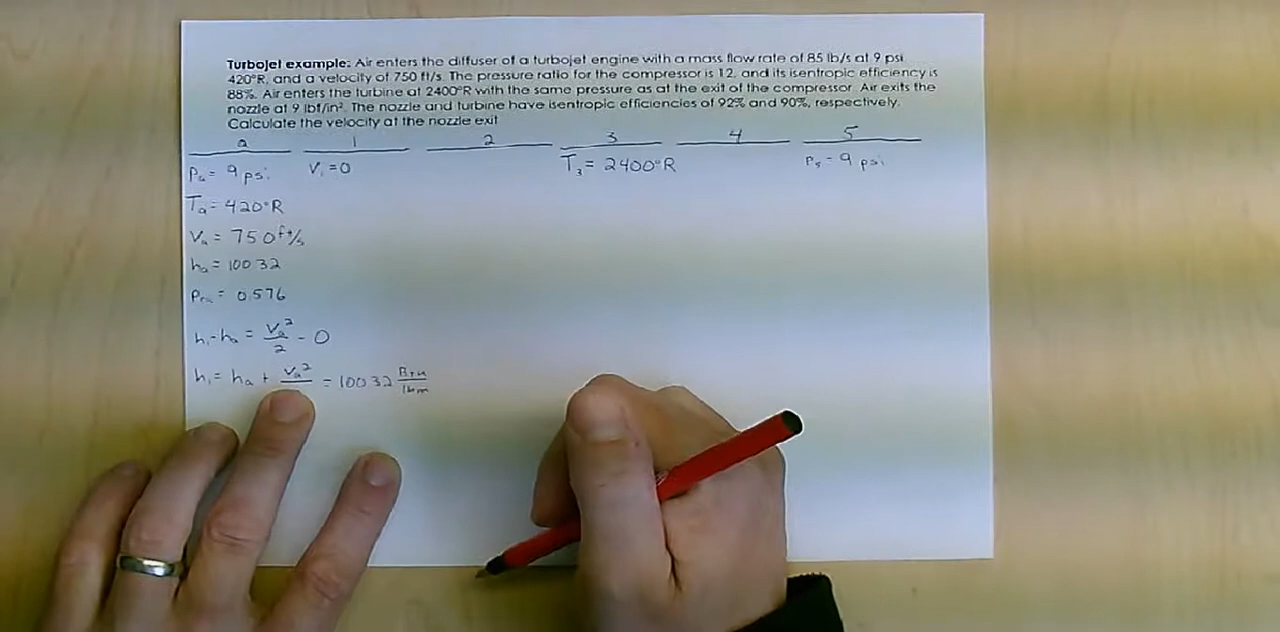 Turbojet example: Air enters the diffuser of a turbojet engine with a mass flow rate of 85 lb/s at 9 psi
420°R, and a velocity of 750 ft/s. The pressure ratio for the compressor is 12, and its isentropic efficiency is
88%. Air enters the turbine at 2400°R with the same pressure as at the exit of the compressor. Air exits the
nozzle at 9 lbf/in². The nozzle and turbine have isentropic efficiencies of 92% and 90%, respectively.
Calculate the velocity at the nozzle exit
a 1 2 3 4 5
Pa = 9 psi V1 = 0 T3 = 2400°R P5 = 9 psi
Ta = 420°R
Va = 750 ft/s
ha = 100.32
Pra = 0.576
h1-ha = Va²/2 - 0
h1 = ha + Va² = 100.32 Btu/lbm